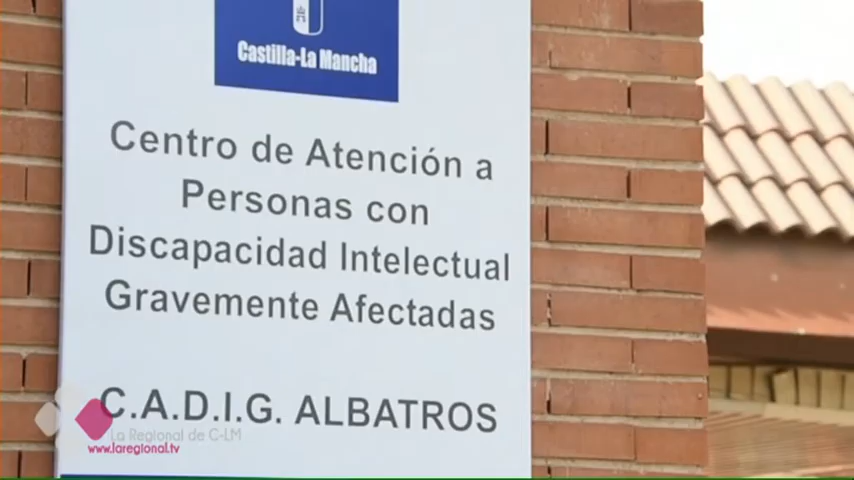 Castilla-La Mancha
Centro de Atención a
Personas con
Discapacidad Intelectual
Gravemente Afectadas
C.A.D.I.G. ALBATROS
La Regional de C-LM
www.laregional.tv